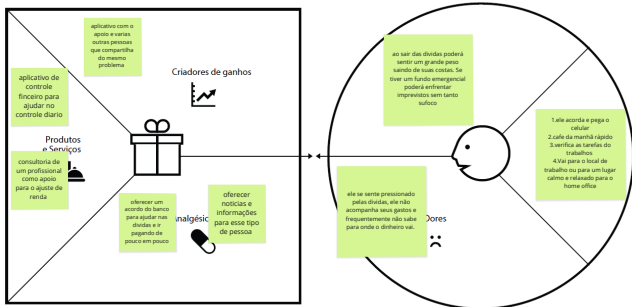 aplicativo com o
apoio e varias
outras pessoas
que compartilha
do mesmo
problema
Criadores de ganhos
aplicativo de
controle
finceiro para
ajudar no
controle diario
Produtos
e Serviços
consultoria de
um profissional
como apoio
para o ajuste de
renda
oferecer um
acordo do banco
para ajudar nas
dividas e ir
pagando de
pouco em pouco
oferecer
noticias e
informações
para esse tipo
de pessoa
ao sair das dividas poderá
sentir um grande peso
saindo de suas costas. Se
tiver um fundo emergencial
poderá enfrentar
imprevistos sem tanto
sufoco
1.ele acorda e pega o
celular
2.cafe da manhã rápido
3.verifica as tarefas do
trabalhos
4.Vai para o local de
trabalho ou para um lugar
calmo e relaxado para o
home office
ele se sente pressionado
pelas dividas, ele não
acompanha seus gastos e
frequentemente não sabe
para onde o dinheiro vai.
Dores